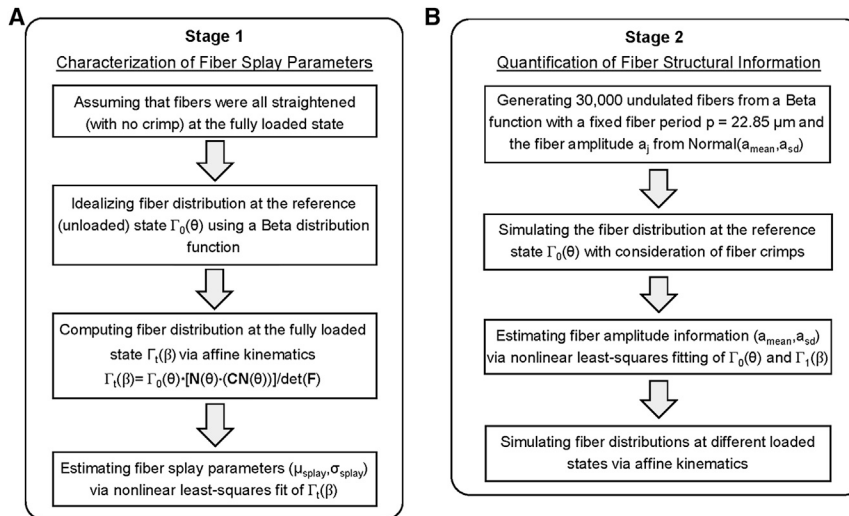 A
Stage 1
Characterization of Fiber Splay Parameters
Assuming that fibers were all straightened
(with no crimp) at the fully loaded state
Idealizing fiber distribution at the reference
(unloaded) state Γ₀(θ) using a Beta distribution
function
Computing fiber distribution at the fully loaded
state Γₜ(β) via affine kinematics
Γₜ(β)= Γ₀(θ)·[N(θ)·(CN(θ))]/det(F)
Estimating fiber splay parameters (μsplay,σsplay)
via nonlinear least-squares fit of Γₜ(β)
B
Stage 2
Quantification of Fiber Structural Information
Generating 30,000 undulated fibers from a Beta
function with a fixed fiber period p = 22.85 μm and
the fiber amplitude aⱼ from Normal(amean,asd)
Simulating the fiber distribution at the reference
state Γ₀(θ) with consideration of fiber crimps
Estimating fiber amplitude information (amean,asd)
via nonlinear least-squares fitting of Γ₀(θ) and Γ₁(β)
Simulating fiber distributions at different loaded
states via affine kinematics